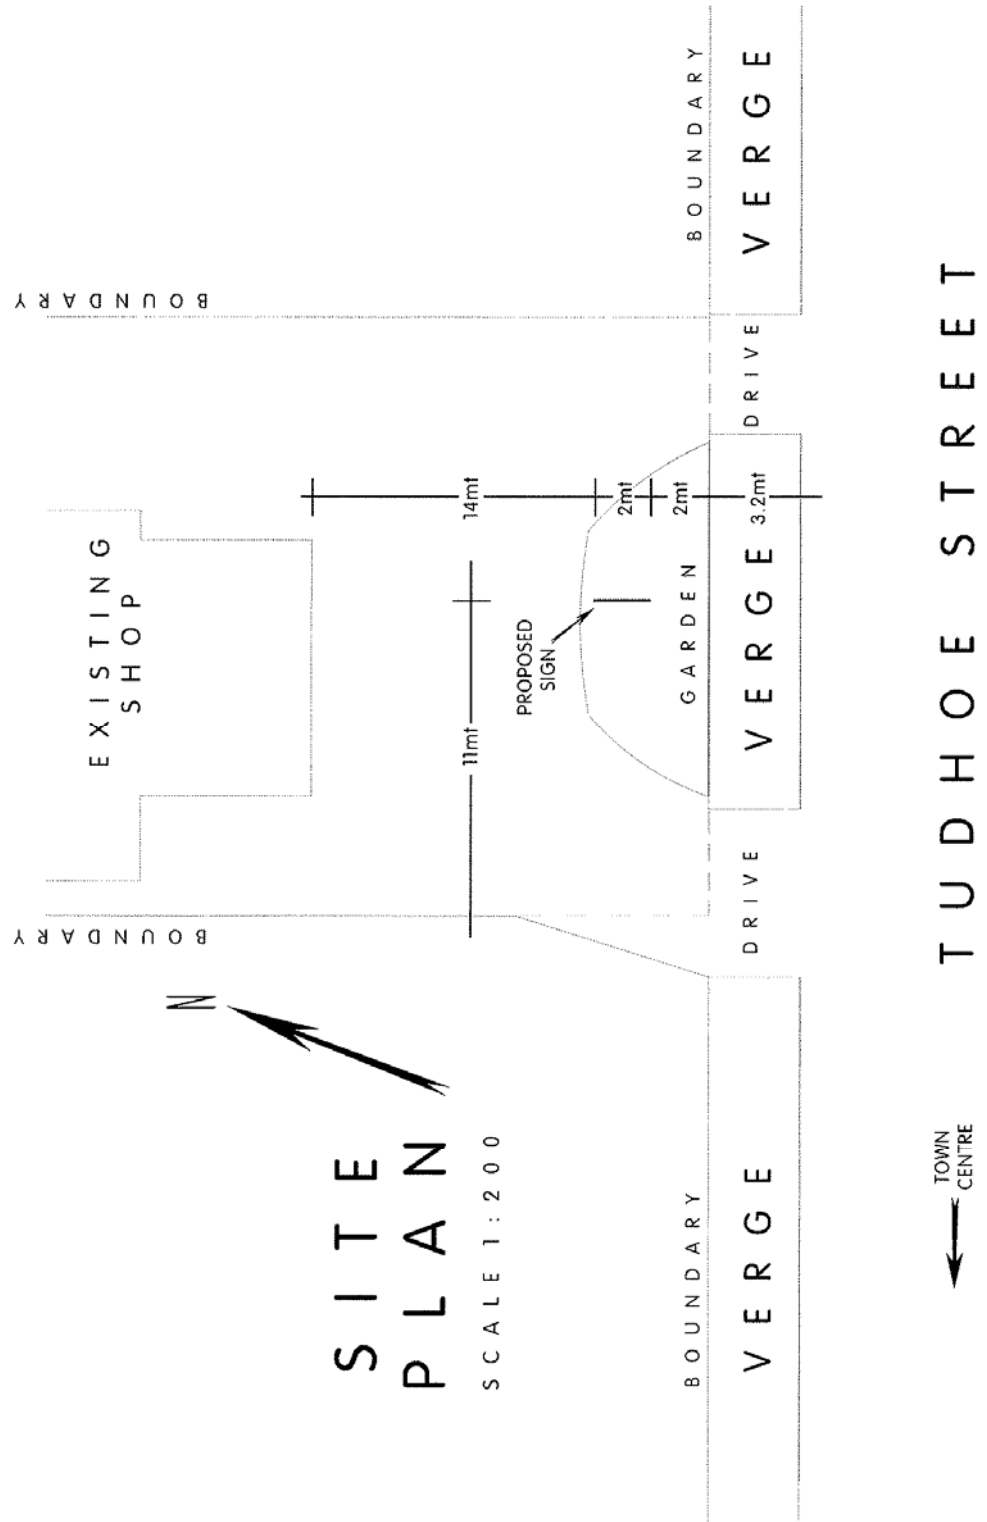 BOUNDARY
BOUNDARY
EXISTING
SHOP
14mt
11mt
2mt
2mt
3.2mt
PROPOSED
SIGN
GARDEN
N
SITE
PLAN
SCALE 1:200
BOUNDARY
BOUNDARY
VERGE
DRIVE
VERGE
DRIVE
VERGE
TUDHOE STREET
TOWN
CENTRE